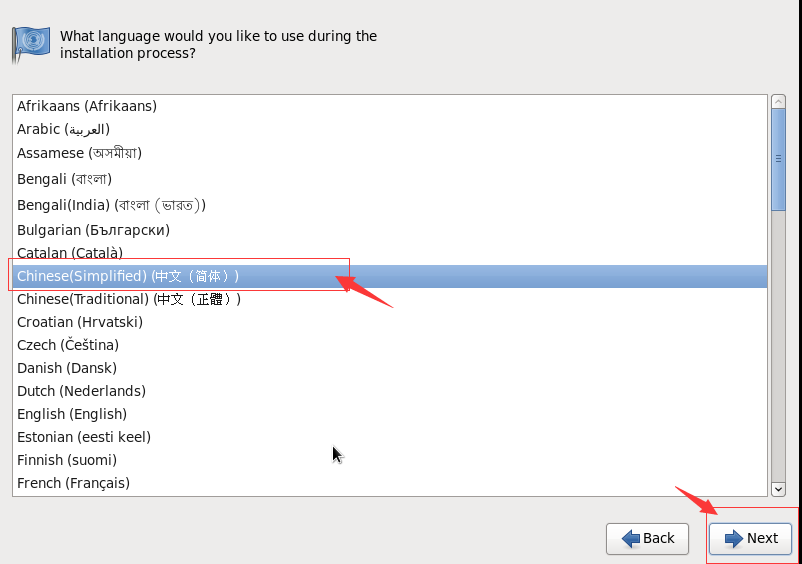 What language would you like to use during the
installation process?
Afrikaans (Afrikaans)
Arabic (العربية)
Assamese (অসমীয়া)
Bengali (বাংলা)
Bengali(India) (বাংলা (ভারত))
Bulgarian (Български)
Catalan (Català)
Chinese(Simplified) (中文（简体）)
Chinese(Traditional) (中文（正體）)
Croatian (Hrvatski)
Czech (Čeština)
Danish (Dansk)
Dutch (Nederlands)
English (English)
Estonian (eesti keel)
Finnish (suomi)
French (Français)
Back
Next